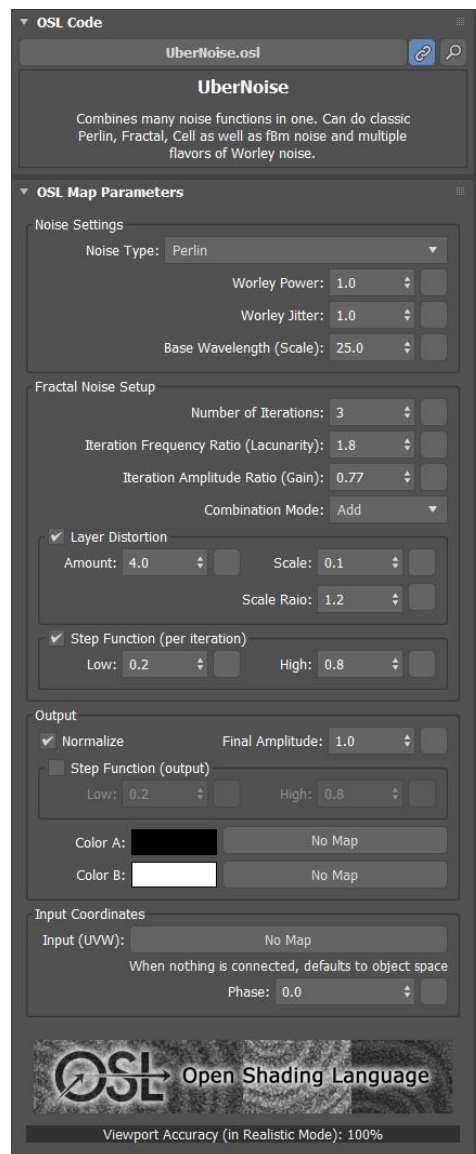 OSL Code
UberNoise.osl
UberNoise
Combines many noise functions in one. Can do classic
Perlin, Fractal, Cell as well as fBm noise and multiple
flavors of Worley noise.
OSL Map Parameters
Noise Settings
Noise Type: Perlin
Worley Power: 1.0
Worley Jitter: 1.0
Base Wavelength (Scale): 25.0
Fractal Noise Setup
Number of Iterations: 3
Iteration Frequency Ratio (Lacunarity): 1.8
Iteration Amplitude Ratio (Gain): 0.77
Combination Mode: Add
Layer Distortion
Amount: 4.0 Scale: 0.1
Scale Raio: 1.2
Step Function (per iteration)
Low: 0.2 High: 0.8
Output
Normalize Final Amplitude: 1.0
Step Function (output)
Low: 0.2 High: 0.8
Color A: No Map
Color B: No Map
Input Coordinates
Input (UVW): No Map
When nothing is connected, defaults to object space
Phase: 0.0
OSL Open Shading Language
Viewport Accuracy (in Realistic Mode): 100%